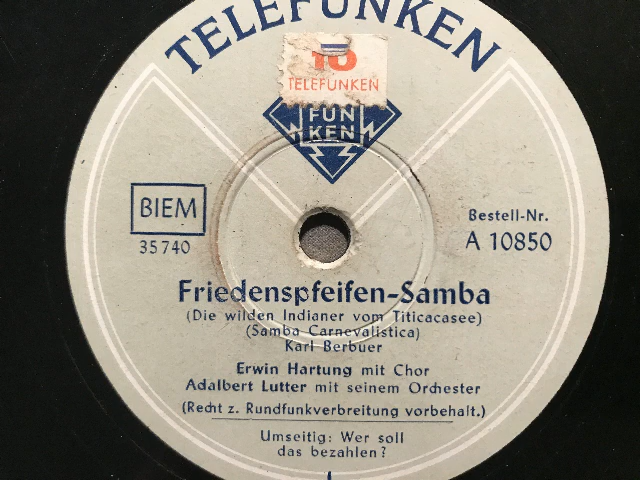 TELEFUNKEN
10
TELEFUNKEN
FUN
KEN
BIEM
35740
Bestell-Nr.
A 10850
Friedenspfeifen-Samba
(Die wilden Indianer vom Titicacasee)
(Samba Carnevalistica)
Karl Berbuer
Erwin Hartung mit Chor
Adalbert Lutter mit seinem Orchester
(Recht z. Rundfunkverbreitung vorbehalt.)
Umseitig: Wer soll
das bezahlen?